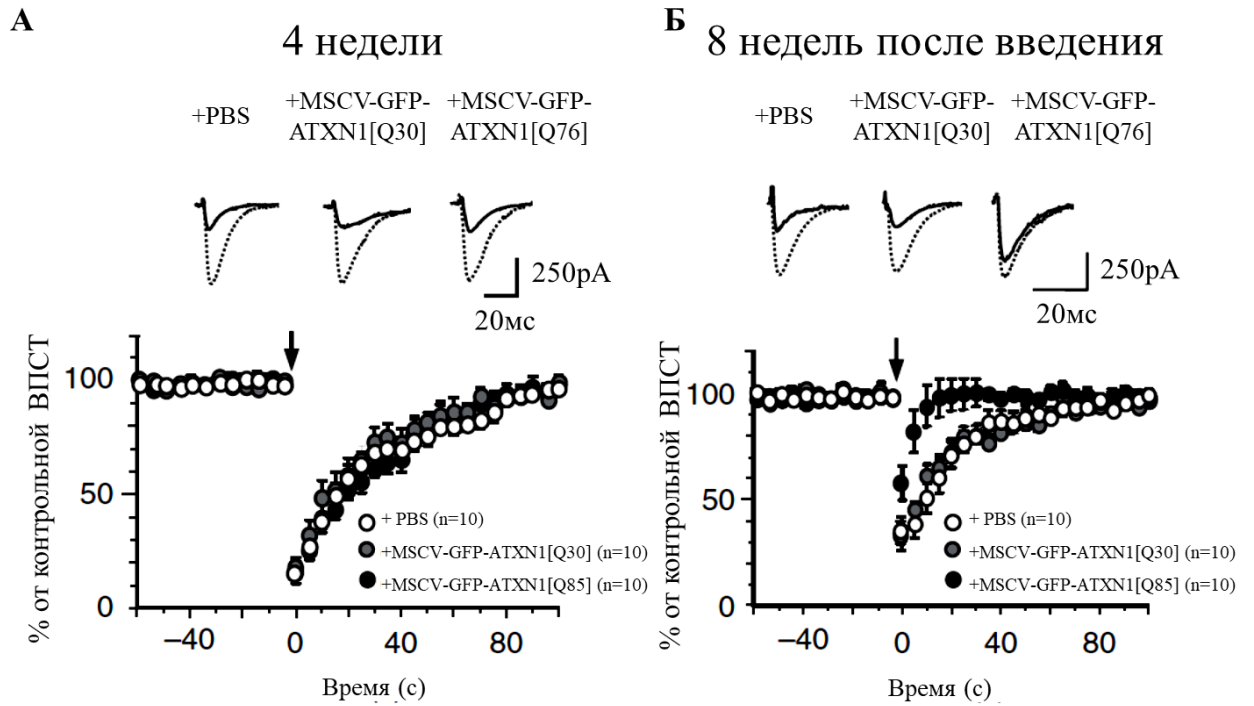 А
4 недели
+PBS
+MSCV-GFP-
ATXN1[Q30]
+MSCV-GFP-
ATXN1[Q76]
250pA
20мс
% от контрольной ВПСТ
100
50
0
+ PBS (n=10)
+MSCV-GFP-ATXN1[Q30] (n=10)
+MSCV-GFP-ATXN1[Q85] (n=10)
–40
0
40
80
Время (с)
Б
8 недель после введения
+PBS
+MSCV-GFP-
ATXN1[Q30]
+MSCV-GFP-
ATXN1[Q76]
250pA
20мс
% от контрольной ВПСТ
100
50
0
+ PBS (n=10)
+MSCV-GFP-ATXN1[Q30] (n=10)
+MSCV-GFP-ATXN1[Q85] (n=10)
–40
0
40
80
Время (с)